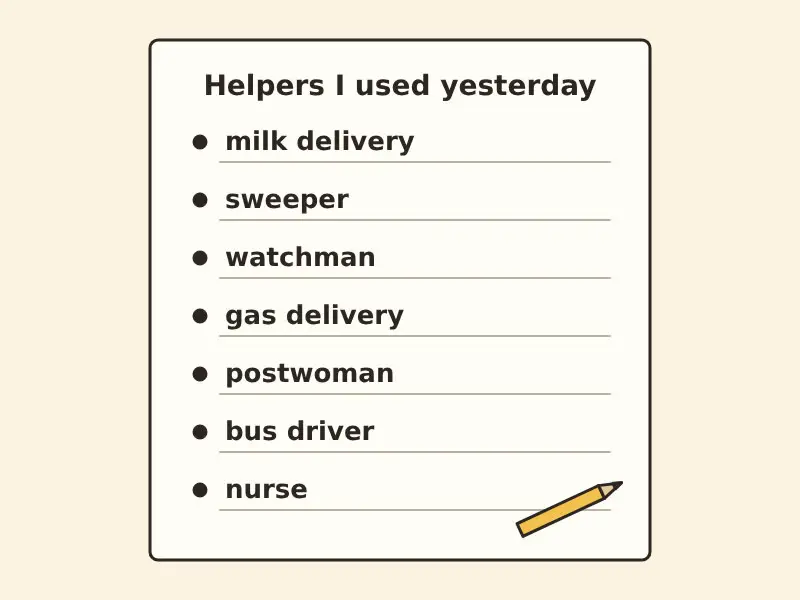 Helpers I used yesterday
milk delivery
sweeper
watchman
gas delivery
postwoman
bus driver
nurse